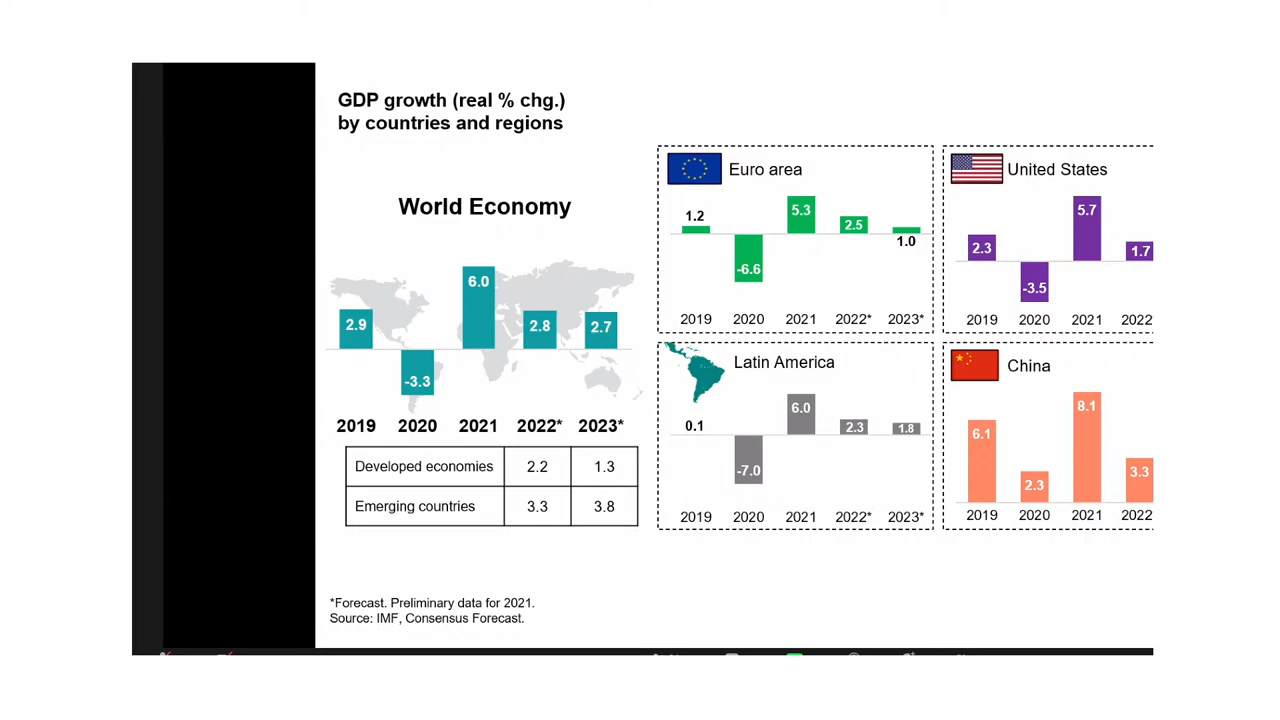 GDP growth (real % chg.)
by countries and regions
World Economy
2.9
-3.3
6.0
2.8
2.7
2019 2020 2021 2022* 2023*
Developed economies 2.2 1.3
Emerging countries 3.3 3.8
Euro area
1.2
-6.6
5.3
2.5
1.0
2019 2020 2021 2022* 2023*
United States
2.3
-3.5
5.7
1.7
2019 2020 2021 2022
Latin America
0.1
-7.0
6.0
2.3
1.8
2019 2020 2021 2022* 2023*
China
6.1
2.3
8.1
3.3
2019 2020 2021 2022
*Forecast. Preliminary data for 2021.
Source: IMF, Consensus Forecast.